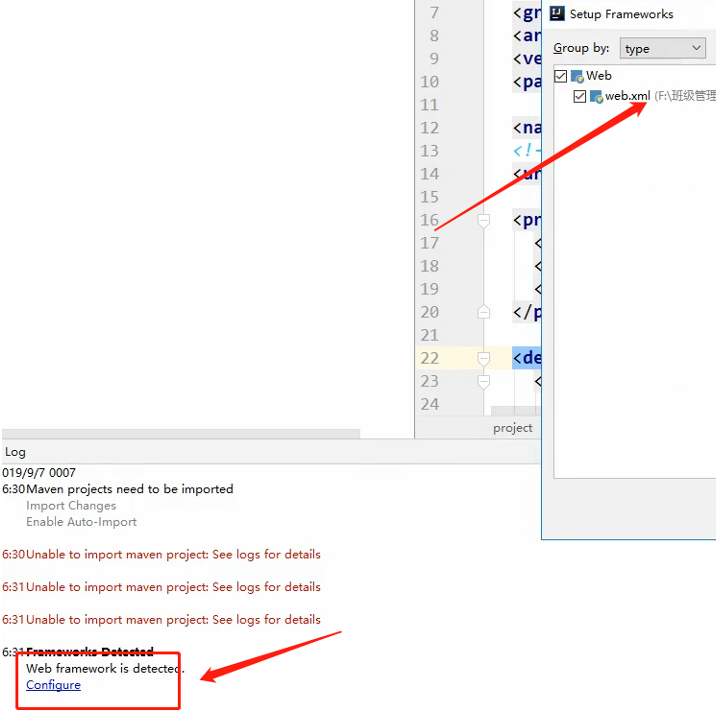 7
<gr
8
<ar
9
<ve
10
<pa
11
12
<na
13
<!-
14
<ur
15
16
<pr
17
<
18
<
19
<
20
</p
21
22
<de
23
<
24
project
Setup Frameworks
Group by:
type
Web
web.xml (F:\班级管理
Log
019/9/7 0007
6:30 Maven projects need to be imported
Import Changes
Enable Auto-Import
6:30 Unable to import maven project: See logs for details
6:31 Unable to import maven project: See logs for details
6:31 Unable to import maven project: See logs for details
6:31 Frameworks Detected
Web framework is detected.
Configure